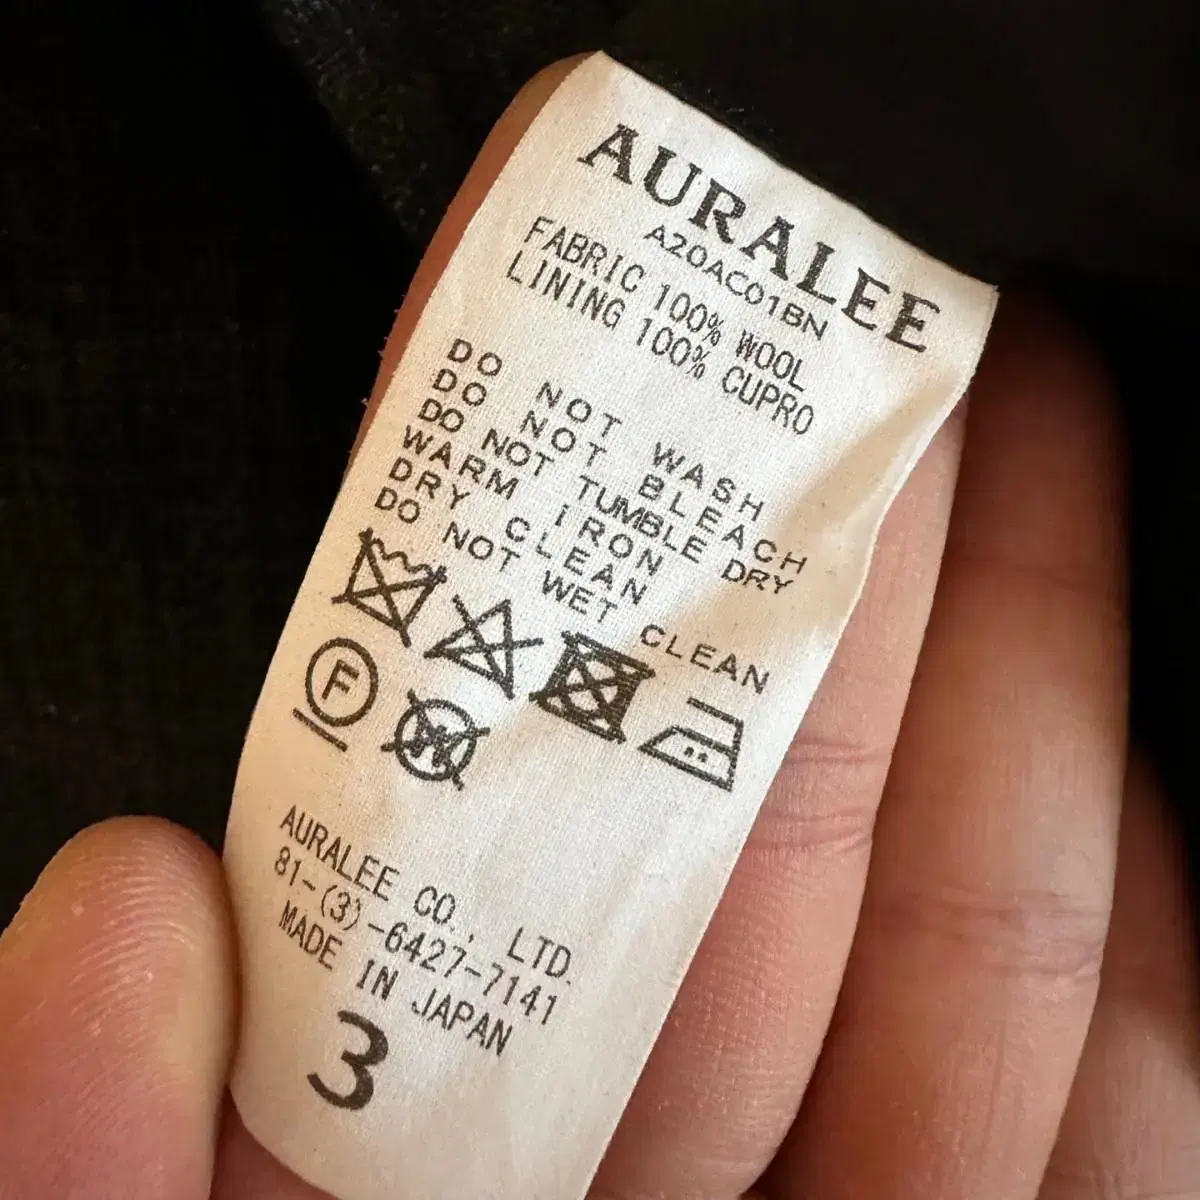 AURALEE
A20AC01BN
FABRIC 100% WOOL
LINING 100% CUPRO
DO NOT WASH
DO NOT BLEACH
DO NOT TUMBLE DRY
WARM IRON
DRY CLEAN
DO NOT WET CLEAN
F W
AURALEE CO., LTD.
81-(3)-6427-7141
MADE IN JAPAN
3